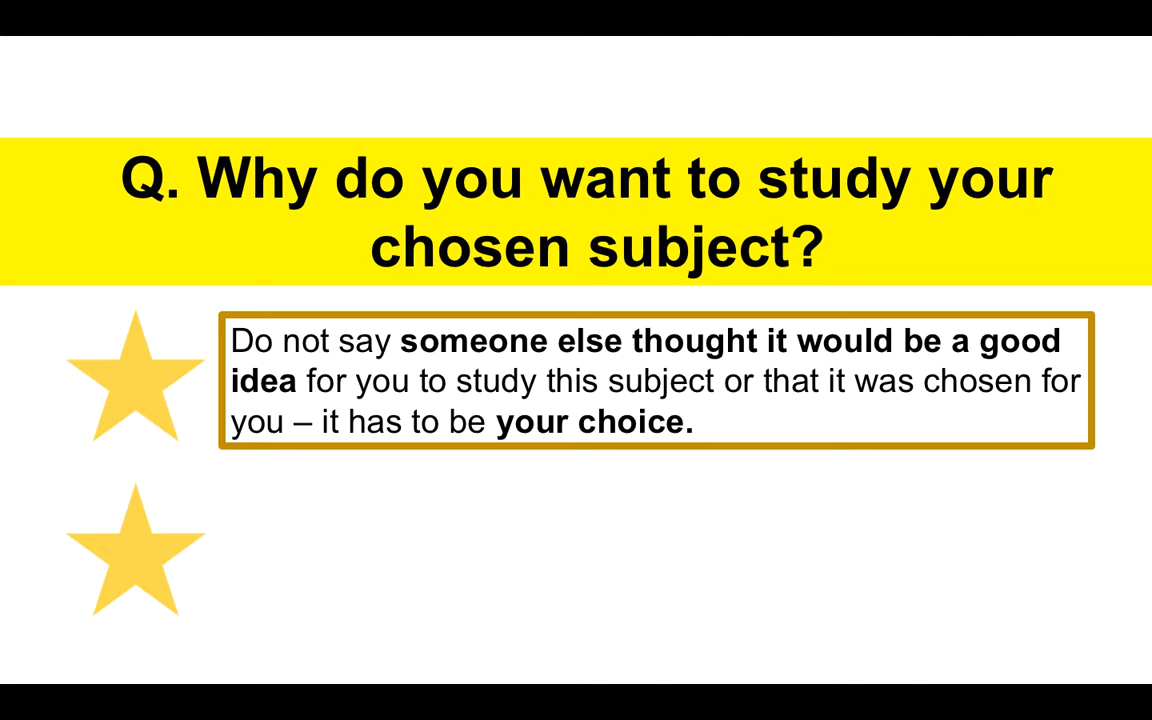 Q. Why do you want to study your
chosen subject?
Do not say someone else thought it would be a good
idea for you to study this subject or that it was chosen for
you – it has to be your choice.